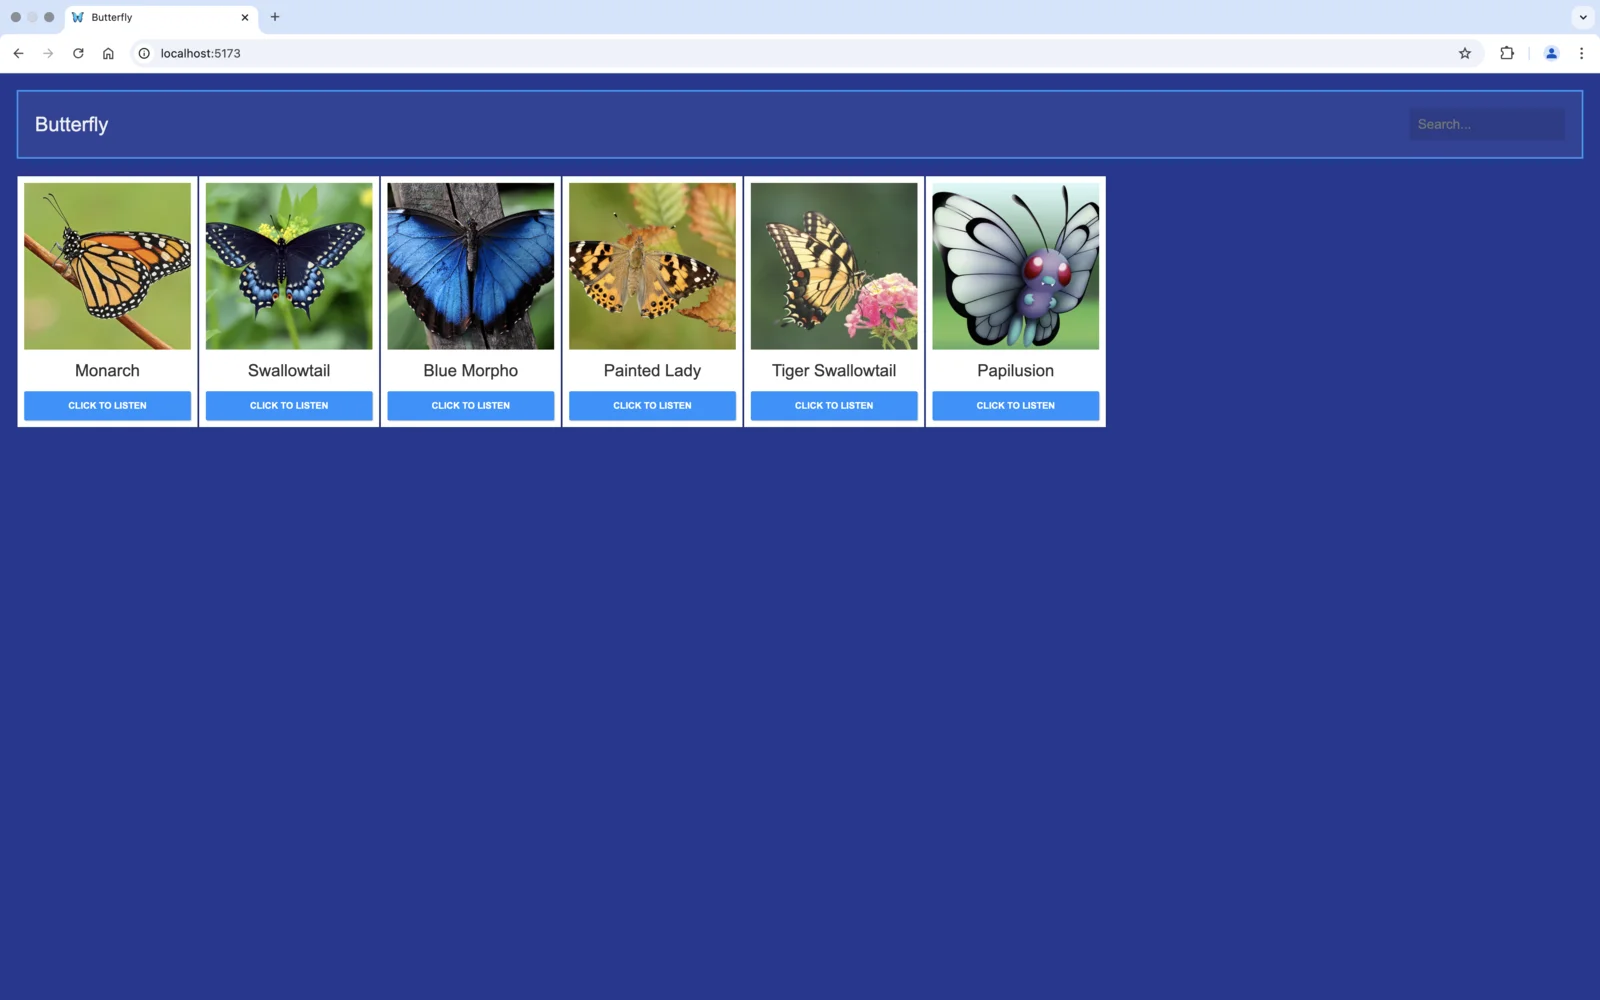 Butterfly
localhost:5173
Butterfly
Search...
Monarch
Swallowtail
Blue Morpho
Painted Lady
Tiger Swallowtail
Papilusion
CLICK TO LISTEN
CLICK TO LISTEN
CLICK TO LISTEN
CLICK TO LISTEN
CLICK TO LISTEN
CLICK TO LISTEN